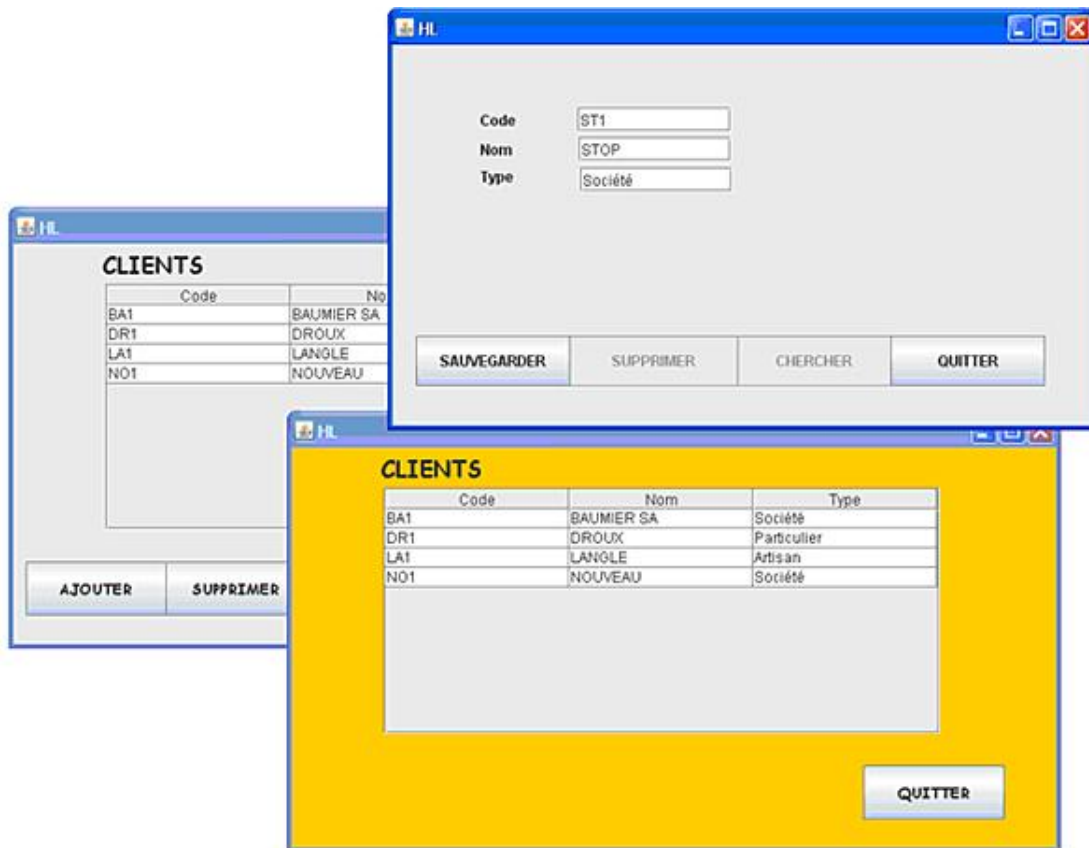 HL
Code ST1
Nom STOP
Type Société
SAUVEGARDER SUPPRIMER CHERCHER QUITTER
HL
CLIENTS
Code No
BA1 BAUMIER SA
DR1 DROUX
LA1 LANGLE
NO1 NOUVEAU
AJOUTER SUPPRIMER
HL
CLIENTS
Code Nom Type
BA1 BAUMIER SA Société
DR1 DROUX Particulier
LA1 LANGLE Artisan
NO1 NOUVEAU Société
QUITTER